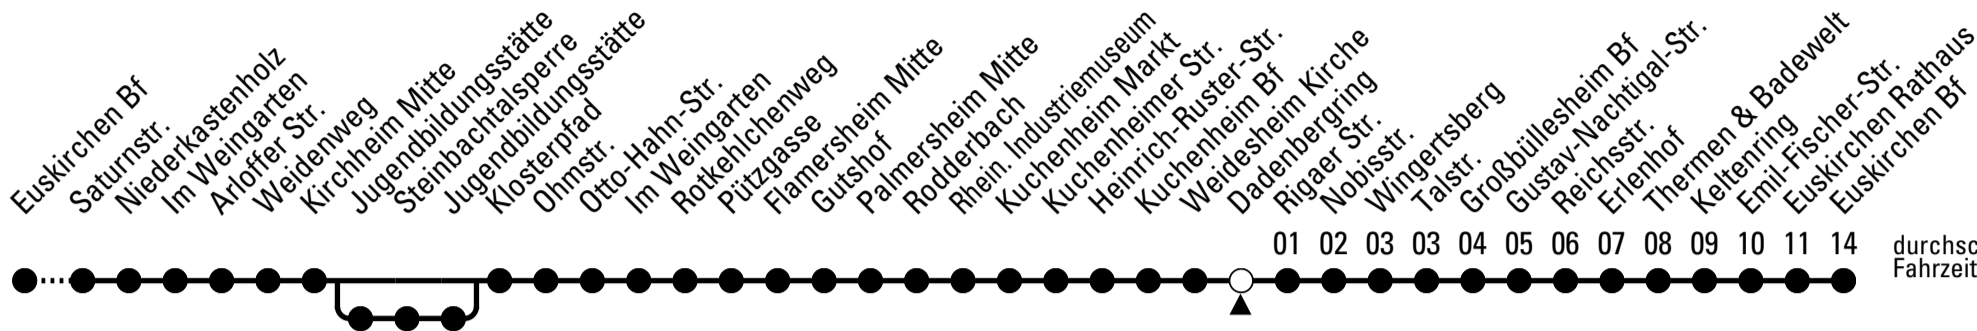 Euskirchen Bf
Saturnstr.
Niederkastenholz
Im Weingarten
Arloffer Str.
Weidenweg
Kirchheim Mitte
Jugendbildungsstätte
Steinbachtalsperre
Jugendbildungsstätte
Klosterpfad
Ohmstr.
Otto-Hahn-Str.
Im Weingarten
Rotkehlchenweg
Pützgasse
Flamersheim Mitte
Gutshof
Palmersheim Mitte
Rodderbach
Rhein. Industriemuseum
Kuchenheim Markt
Kuchenheimer Str.
Heinrich-Ruster-Str.
Kuchenheim Bf
Weidesheim Kirche
Dadenbergring
Rigaer Str.
Nobisstr.
Wingertsberg
Talstr.
Großbüllesheim Bf
Gustav-Nachtigal-Str.
Reichsstr.
Erlenhof
Thermen & Badewelt
Keltenring
Emil-Fischer-Str.
Euskirchen Rathaus
Euskirchen Bf
01 02 03 03 04 05 06 07 08 09 10 11 14
durchsc
Fahrzeit